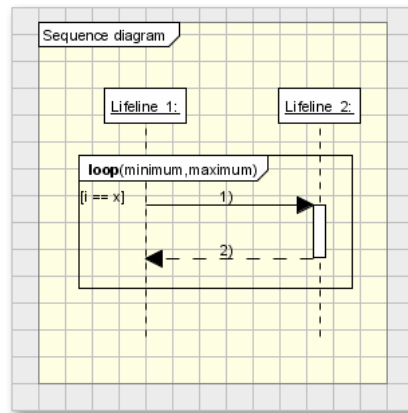 Sequence diagram
Lifeline 1:
Lifeline 2:
loop(minimum,maximum)
[i == x]
1)
2)